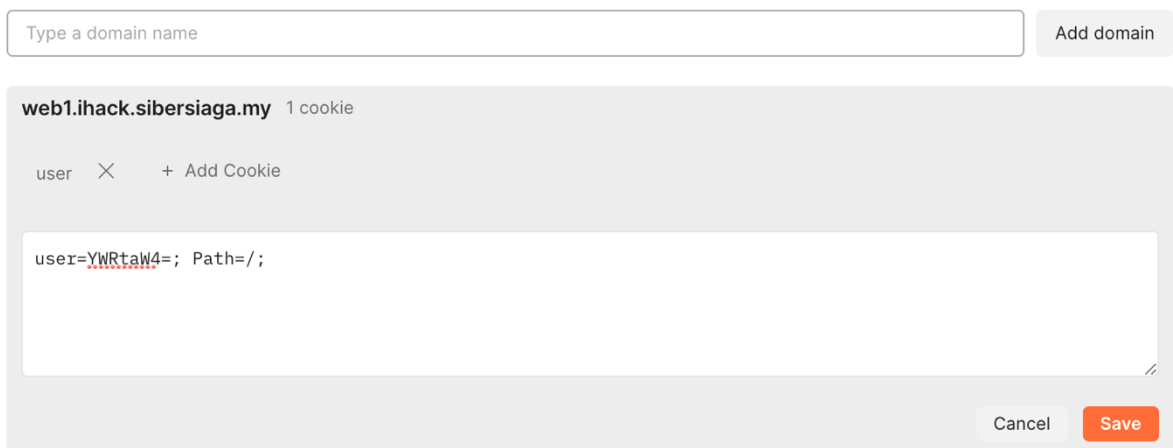 Type a domain name
Add domain
web1.ihack.sibersiaga.my 1 cookie
user + Add Cookie
user=YWRtaW4=; Path=/;
Cancel Save